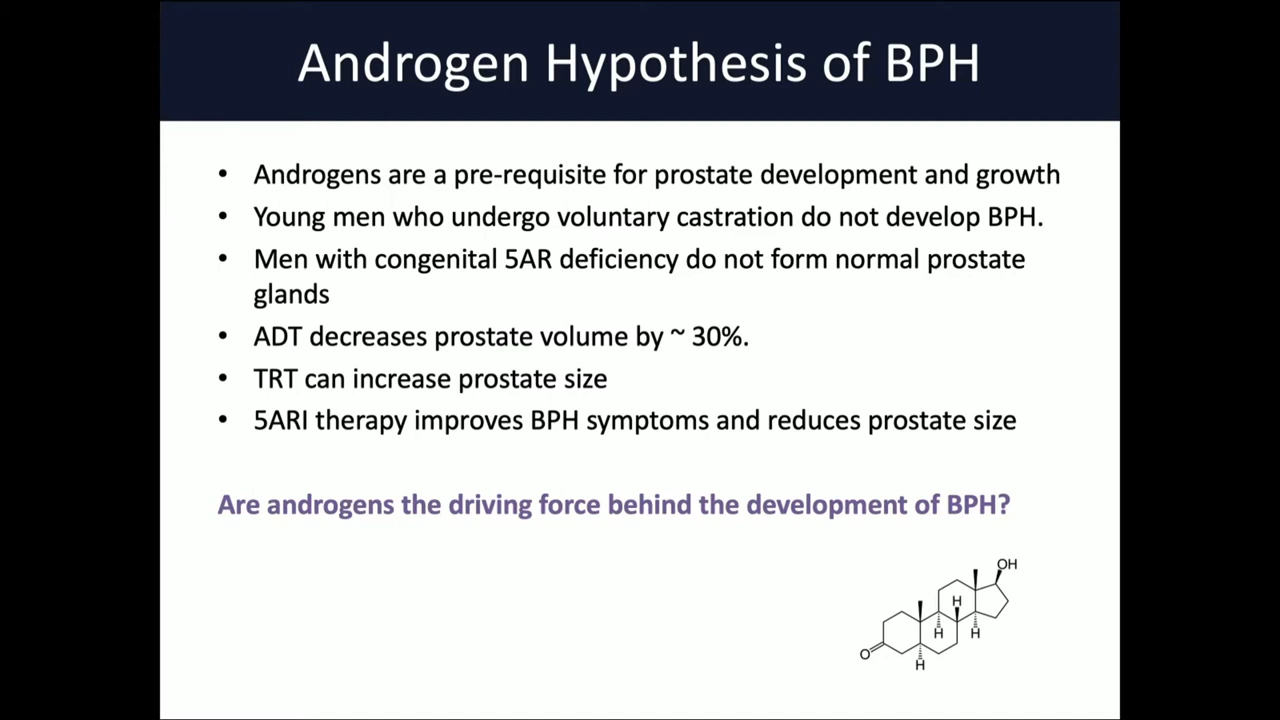 Androgen Hypothesis of BPH
• Androgens are a pre-requisite for prostate development and growth
• Young men who undergo voluntary castration do not develop BPH.
• Men with congenital 5AR deficiency do not form normal prostate
glands
• ADT decreases prostate volume by ~ 30%.
• TRT can increase prostate size
• 5ARI therapy improves BPH symptoms and reduces prostate size
Are androgens the driving force behind the development of BPH?
OH
H
H
H
O
H